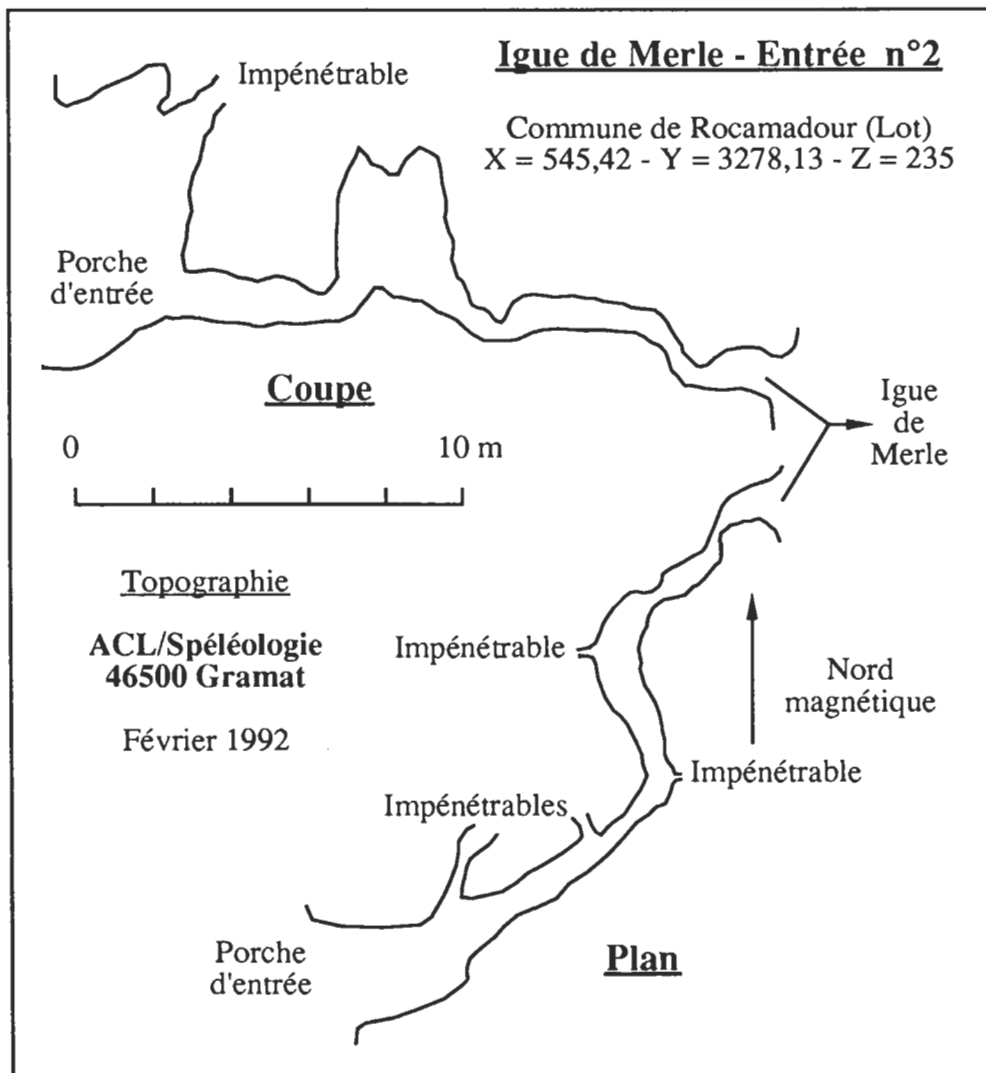 Igue de Merle - Entrée n°2
Impénétrable
Commune de Rocamadour (Lot)
X = 545,42 - Y = 3278,13 - Z = 235
Porche
d'entrée
Coupe
Igue
de
Merle
0 10 m
Topographie
ACL/Spéléologie
46500 Gramat
Février 1992
Impénétrable
Nord
magnétique
Impénétrable
Impénétrables
Porche
d'entrée
Plan